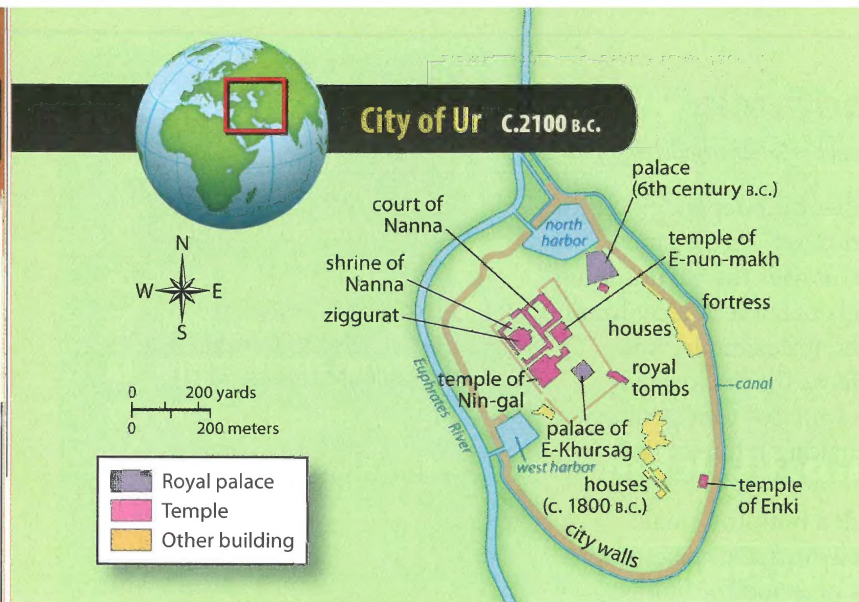 City of Ur C.2100 B.C.
palace
(6th century B.C.)
court of
Nanna
north
harbor
temple of
E-nun-makh
shrine of
Nanna
ziggurat
fortress
houses
N
W E
S
temple of
Nin-gal
royal
tombs
canal
Euphrates River
0 200 yards
0 200 meters
palace of
E-Khursag
west harbor
houses
(c. 1800 B.C.)
temple
of Enki
city walls
Royal palace
Temple
Other building